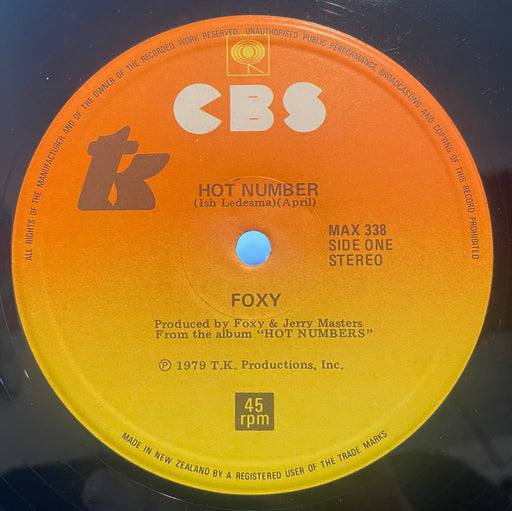 ALL RIGHTS OF THE MANUFACTURER AND OF THE OWNER OF THE RECORDED WORK RESERVED. UNAUTHORISED PUBLIC PERFORMANCE BROADCASTING AND COPYING OF THIS RECORD PROHIBITED
CBS
tk
HOT NUMBER
(Ish Ledesma)(April)
MAX 338
SIDE ONE
STEREO
FOXY
Produced by Foxy & Jerry Masters
From the album "HOT NUMBERS"
℗ 1979 T.K. Productions, Inc.
45
rpm
MADE IN NEW ZEALAND BY A REGISTERED USER OF THE TRADE MARKS